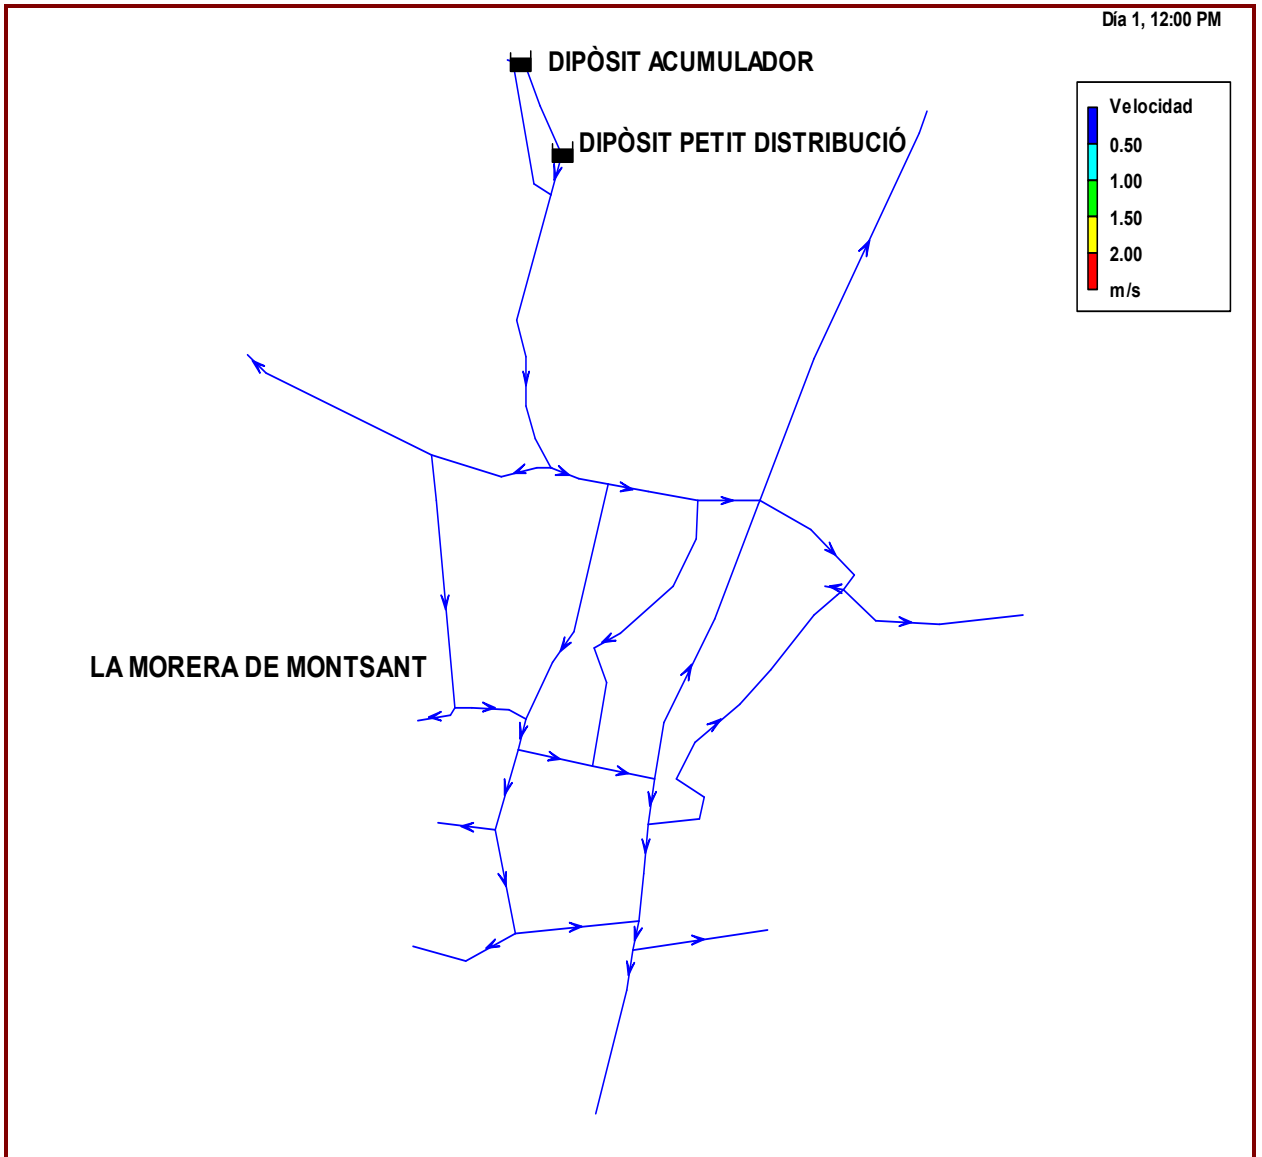 Día 1, 12:00 PM
DIPÒSIT ACUMULADOR
Velocidad
DIPÒSIT PETIT DISTRIBUCIÓ
0.50
1.00
1.50
2.00
m/s
LA MORERA DE MONTSANT